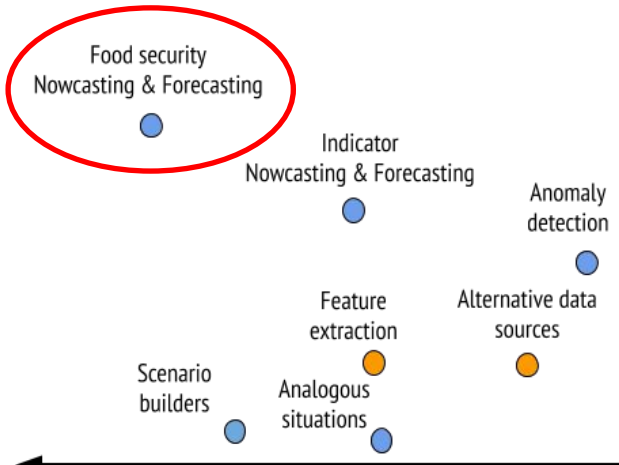 Food security
Nowcasting & Forecasting
Indicator
Nowcasting & Forecasting
Anomaly
detection
Feature
extraction
Alternative data
sources
Scenario
builders
Analogous
situations